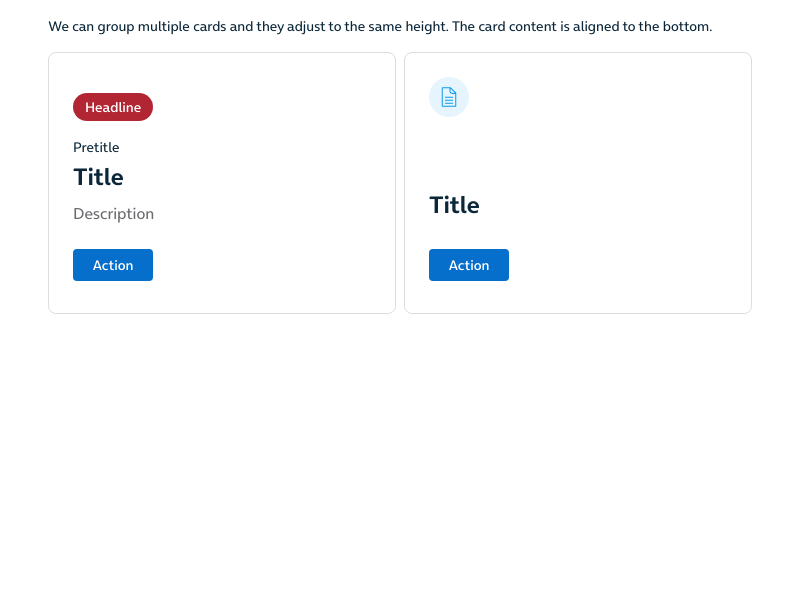 We can group multiple cards and they adjust to the same height. The card content is aligned to the bottom.
Headline
Pretitle
Title
Description
Action
Title
Action